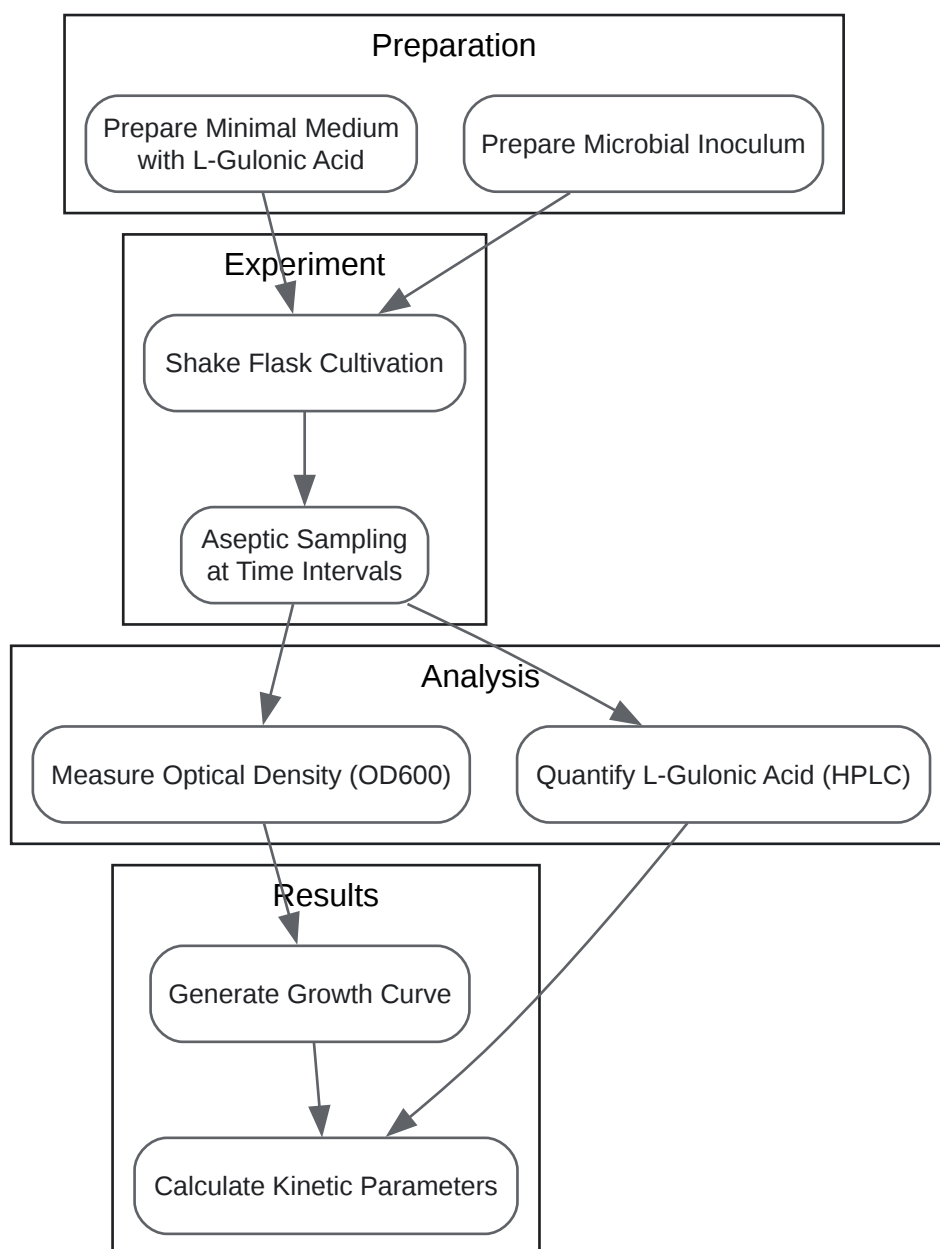 Preparation
Prepare Minimal Medium
with L-Gulonic Acid
Prepare Microbial Inoculum
Experiment
Shake Flask Cultivation
Aseptic Sampling
at Time Intervals
Analysis
Measure Optical Density (OD600)
Quantify L-Gulonic Acid (HPLC)
Results
Generate Growth Curve
Calculate Kinetic Parameters